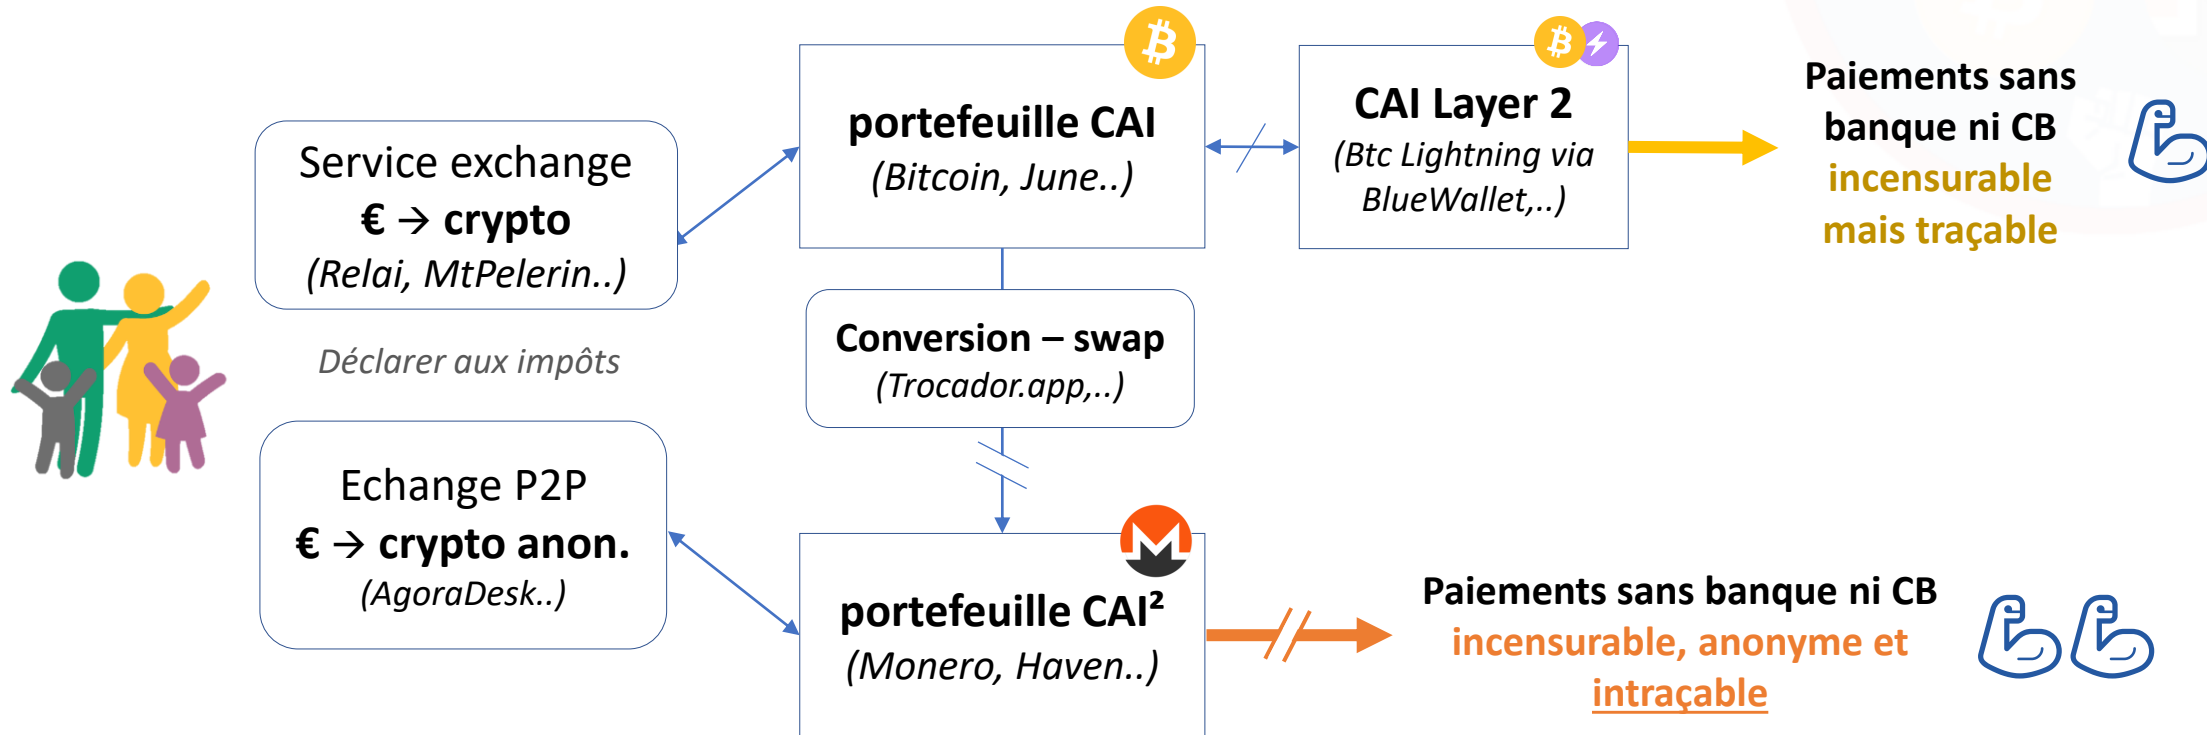 Service exchange
€ → crypto
(Relai, MtPelerin..)
Déclarer aux impôts
Echange P2P
€ → crypto anon.
(AgoraDesk..)
portefeuille CAI
(Bitcoin, June..)
Conversion – swap
(Trocador.app,..)
portefeuille CAI²
(Monero, Haven..)
CAI Layer 2
(Btc Lightning via
BlueWallet,..)
Paiements sans
banque ni CB
incensurable
mais traçable
Paiements sans banque ni CB
incensurable, anonyme et
intraçable